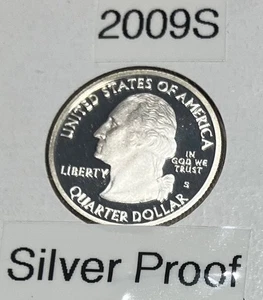 2009S
UNITED STATES OF AMERICA
LIBERTY
IN
GOD WE
TRUST
S
QUARTER DOLLAR
Silver Proof